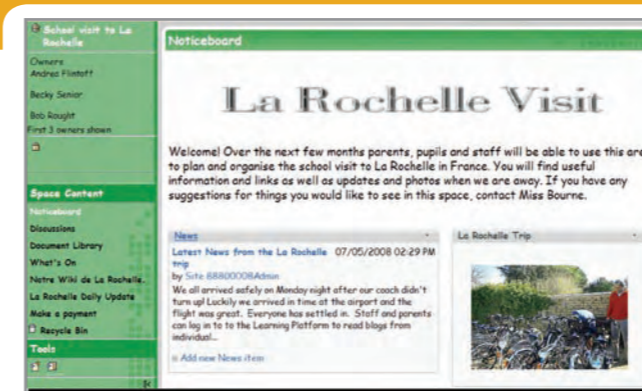 School visit to La
Rochelle
Owners
Andrea Flintoff
Becky Senior
Bob Rought
First 3 owners shown
Space Content
Noticeboard
Discussions
Document Library
What's On
Notre Wiki de La Rochelle.
La Rochelle Daily Update
Make a payment
Recycle Bin
Tools
Noticeboard
La Rochelle Visit
Welcome! Over the next few months parents, pupils and staff will be able to use this are
to plan and organise the school visit to La Rochelle in France. You will find useful
information and links as well as updates and photos when we are away. If you have any
suggestions for things you would like to see in this space, contact Miss Bourne.
News
Latest News from the La Rochelle 07/05/2008 02:29 PM
trip
by Site 88800008Admin
We all arrived safely on Monday night after our coach didn't
turn up! Luckily we arrived in time at the airport and the
flight was great. Everyone has settled in. Staff and parents
can log in to to the Learning Platform to read blogs from
individual...
Add new News item
La Rochelle Trip